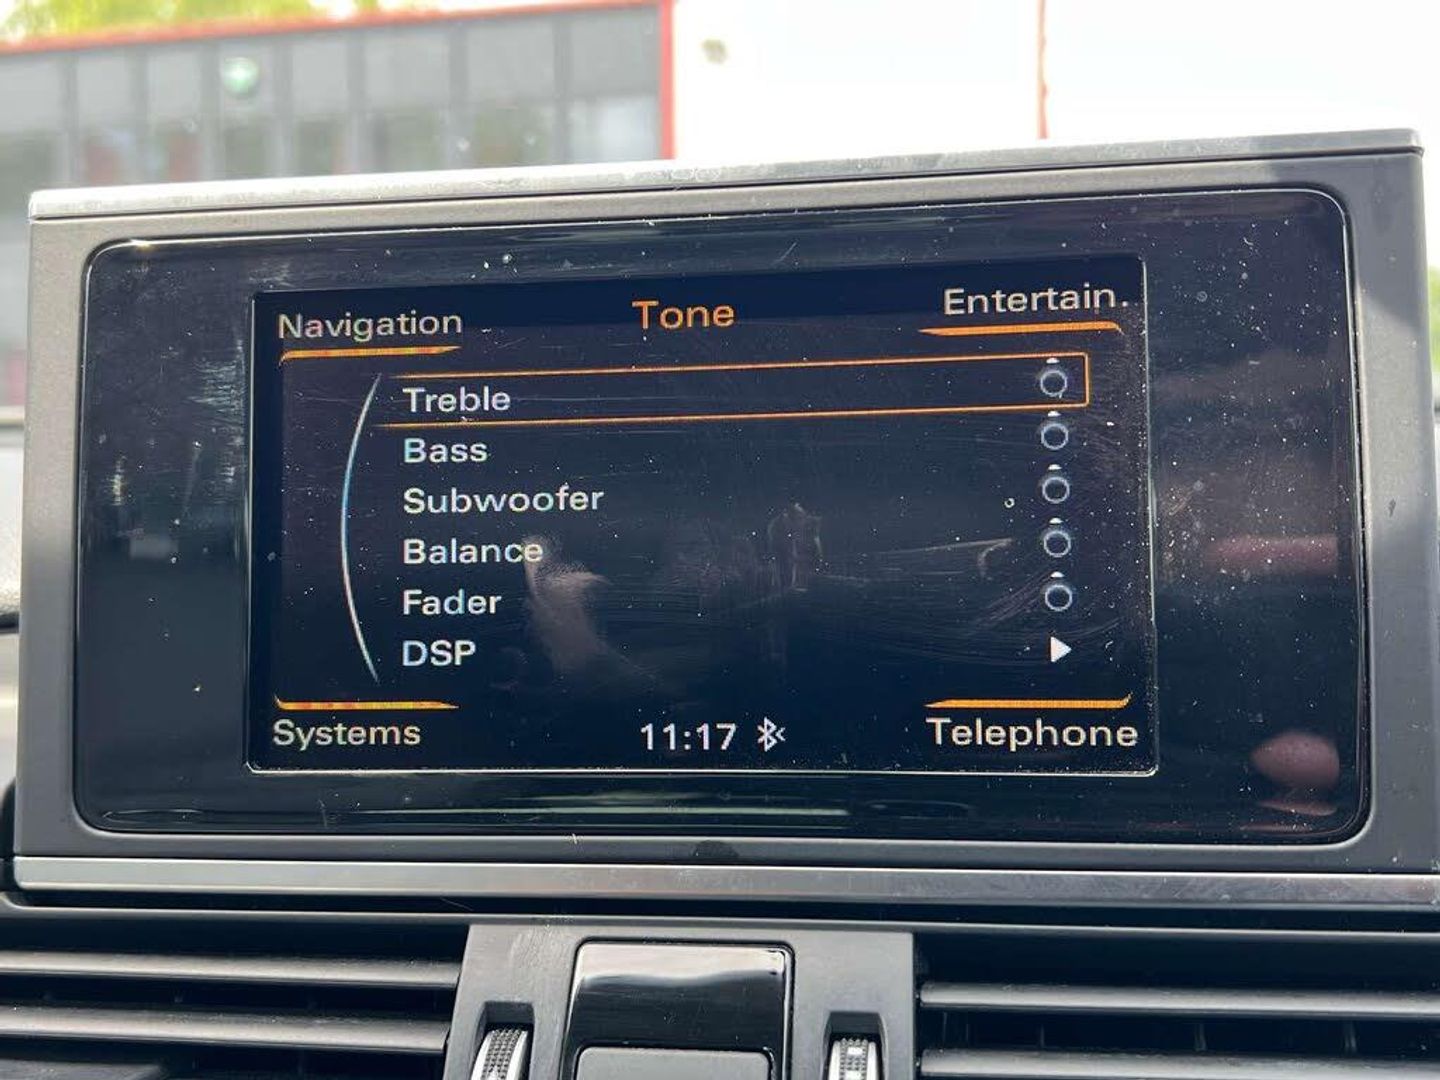 Navigation
Tone
Entertain.
Treble
Bass
Subwoofer
Balance
Fader
DSP
Systems
11:17
Telephone